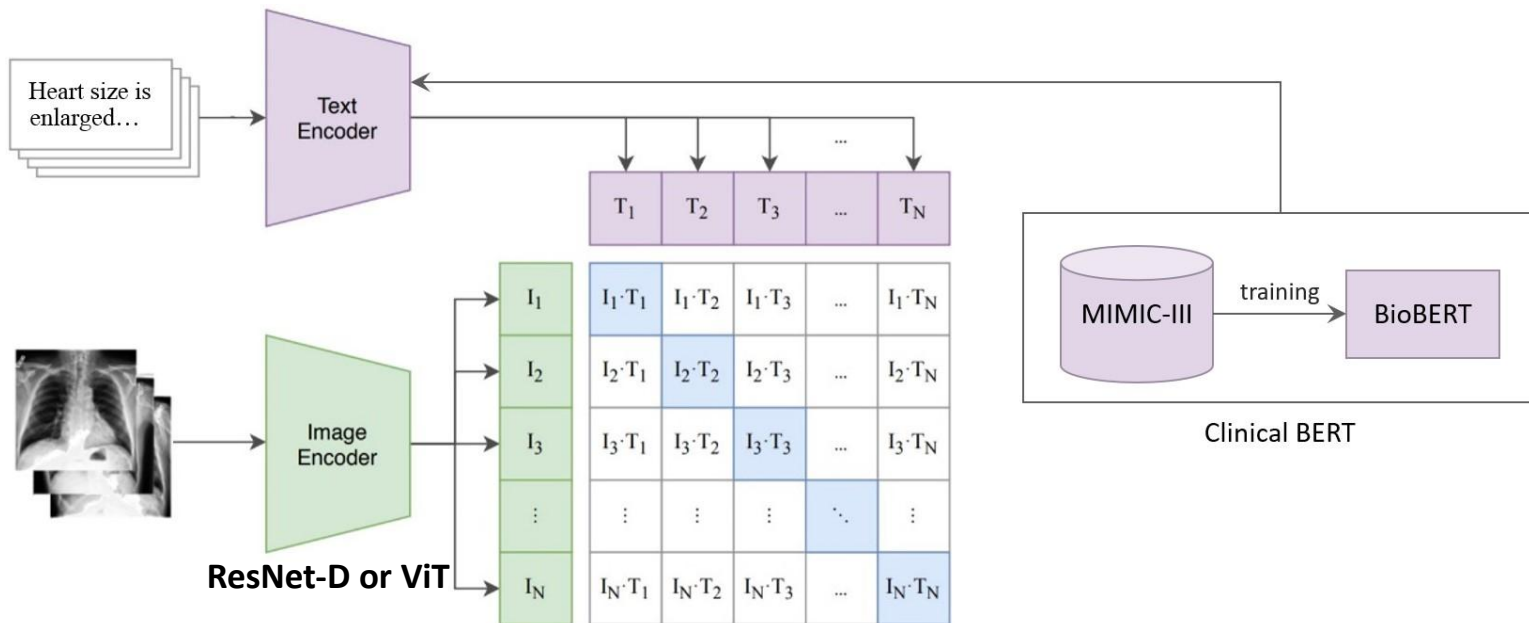 Heart size is
enlarged…
Text
Encoder
...
T1 T2 T3 ... TN
I1 I1·T1 I1·T2 I1·T3 ... I1·TN
I2 I2·T1 I2·T2 I2·T3 ... I2·TN
I3 I3·T1 I3·T2 I3·T3 ... I3·TN
⋮ ⋮ ⋮ ⋮ ⋱ ⋮
IN IN·T1 IN·T2 IN·T3 ... IN·TN
Image
Encoder
ResNet-D or ViT
MIMIC-III
training
BioBERT
Clinical BERT